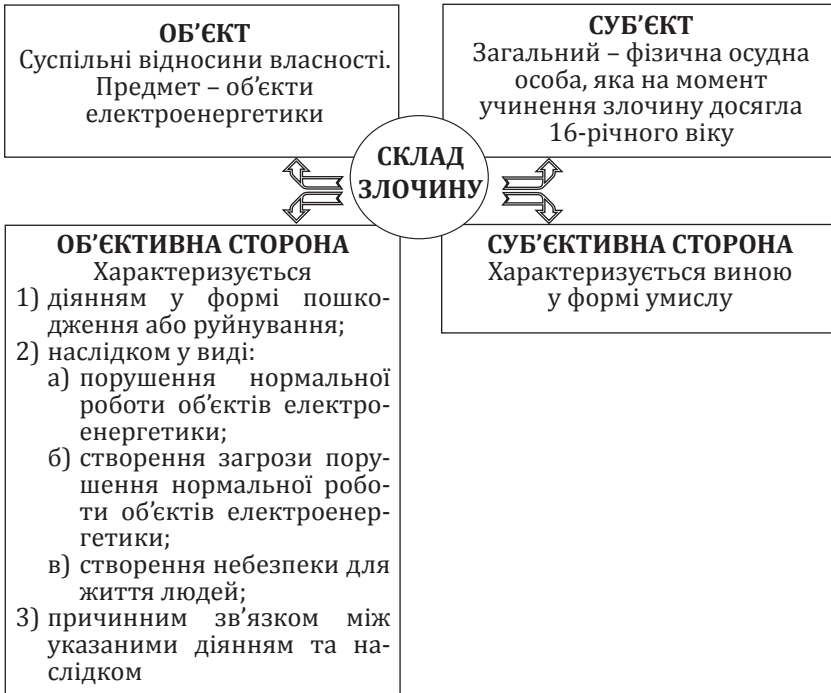 ОБ’ЄКТ
Суспільні відносини власності.
Предмет – об’єкти
електроенергетики
СУБ’ЄКТ
Загальний – фізична осудна
особа, яка на момент
учинення злочину досягла
16-річного віку
СКЛАД
ЗЛОЧИНУ
ОБ’ЄКТИВНА СТОРОНА
Характеризується
1) діянням у формі пошко-
дження або руйнування;
2) наслідком у виді:
а) порушення нормальної
роботи об’єктів електро-
енергетики;
б) створення загрози пору-
шення нормальної робо-
ти об’єктів електроенер-
гетики;
в) створення небезпеки для
життя людей;
3) причинним зв’язком між
указаними діянням та на-
слідком
СУБ’ЄКТИВНА СТОРОНА
Характеризується виною
у формі умислу